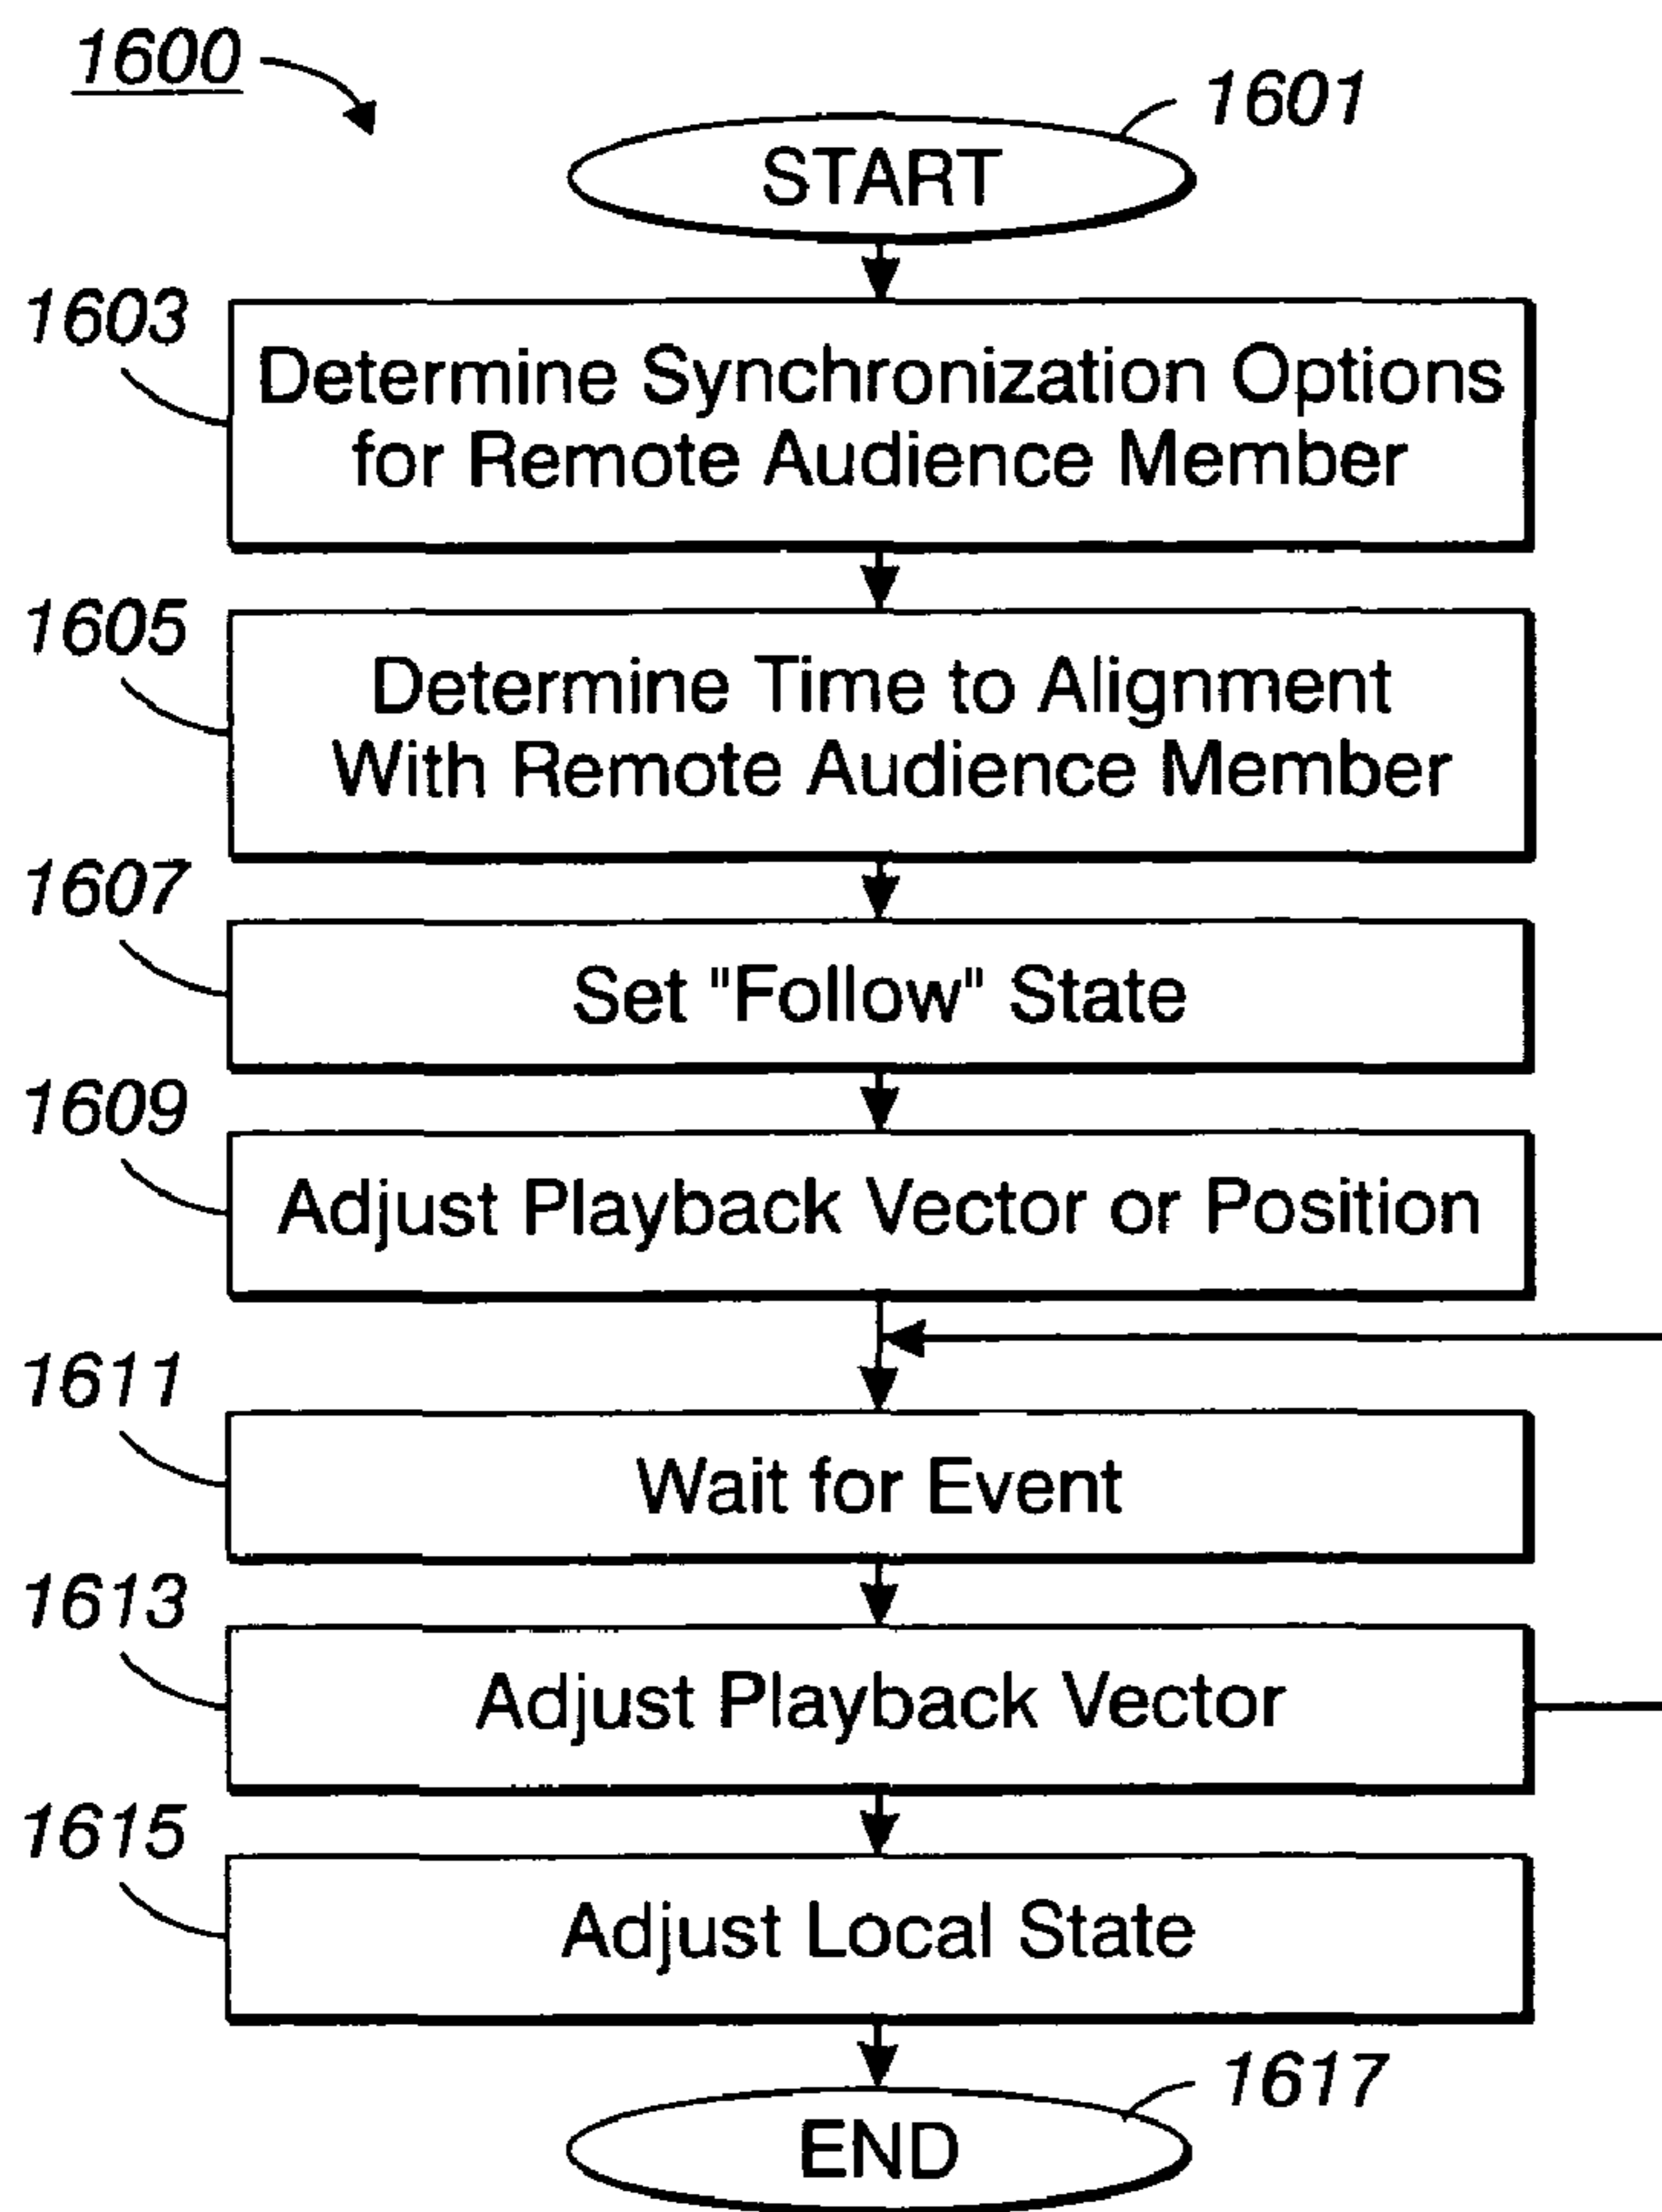 1600
1601
START
1603
Determine Synchronization Options
for Remote Audience Member
1605
Determine Time to Alignment
With Remote Audience Member
1607
Set "Follow" State
1609
Adjust Playback Vector or Position
1611
Wait for Event
1613
Adjust Playback Vector
1615
Adjust Local State
1617
END